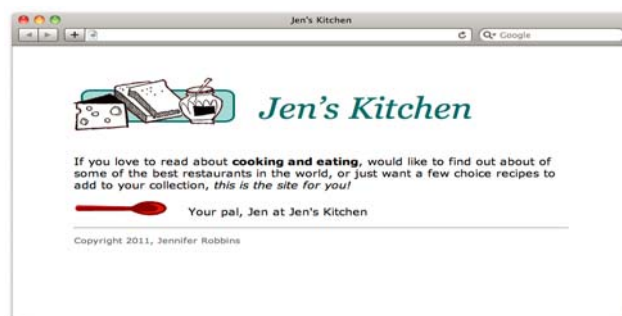 Jen's Kitchen
Google
Jen's Kitchen
If you love to read about cooking and eating, would like to find out about of
some of the best restaurants in the world, or just want a few choice recipes to
add to your collection, this is the site for you!
Your pal, Jen at Jen's Kitchen
Copyright 2011, Jennifer Robbins